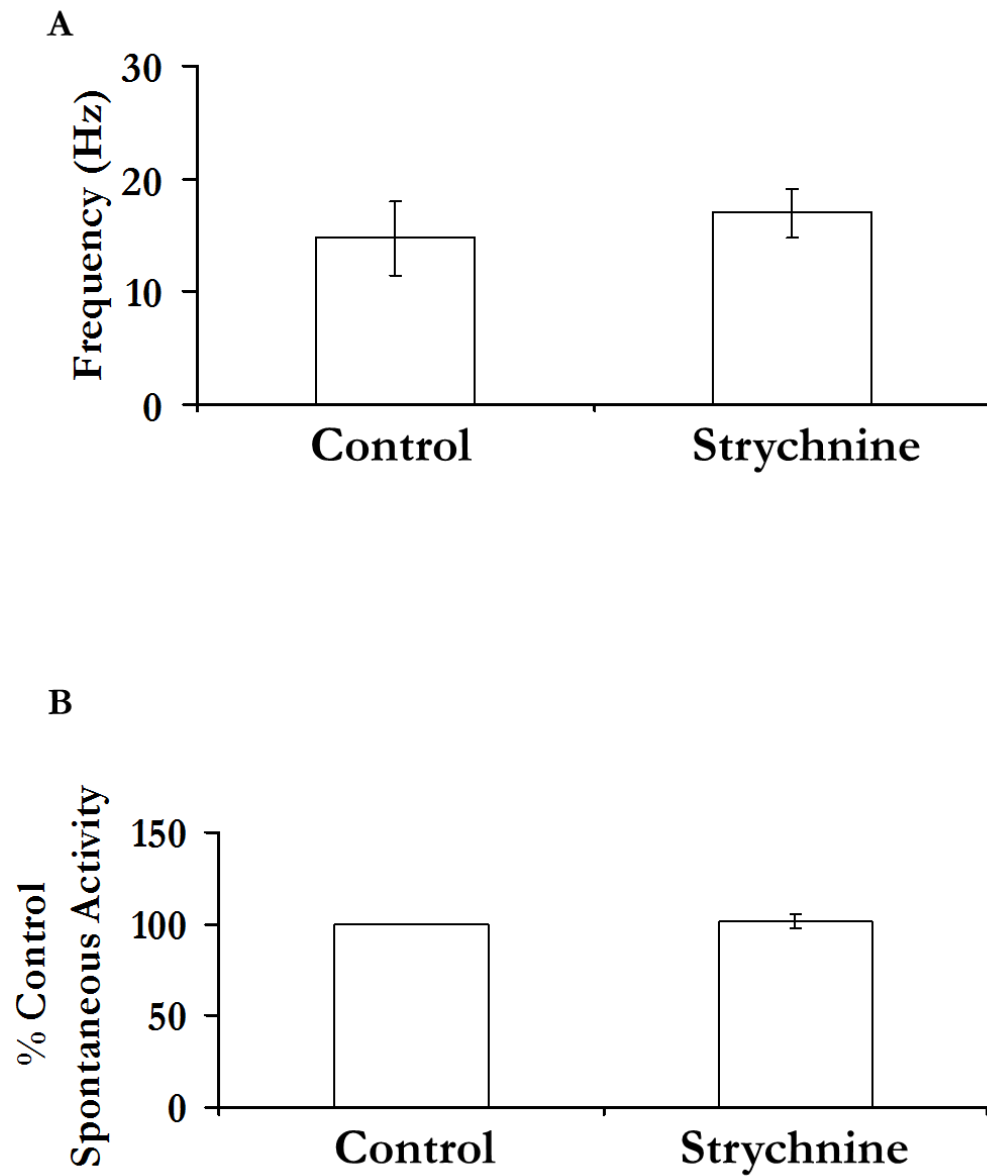 A
Frequency (Hz)
30
20
10
0
Control
Strychnine
B
% Control
Spontaneous Activity
150
100
50
0
Control
Strychnine